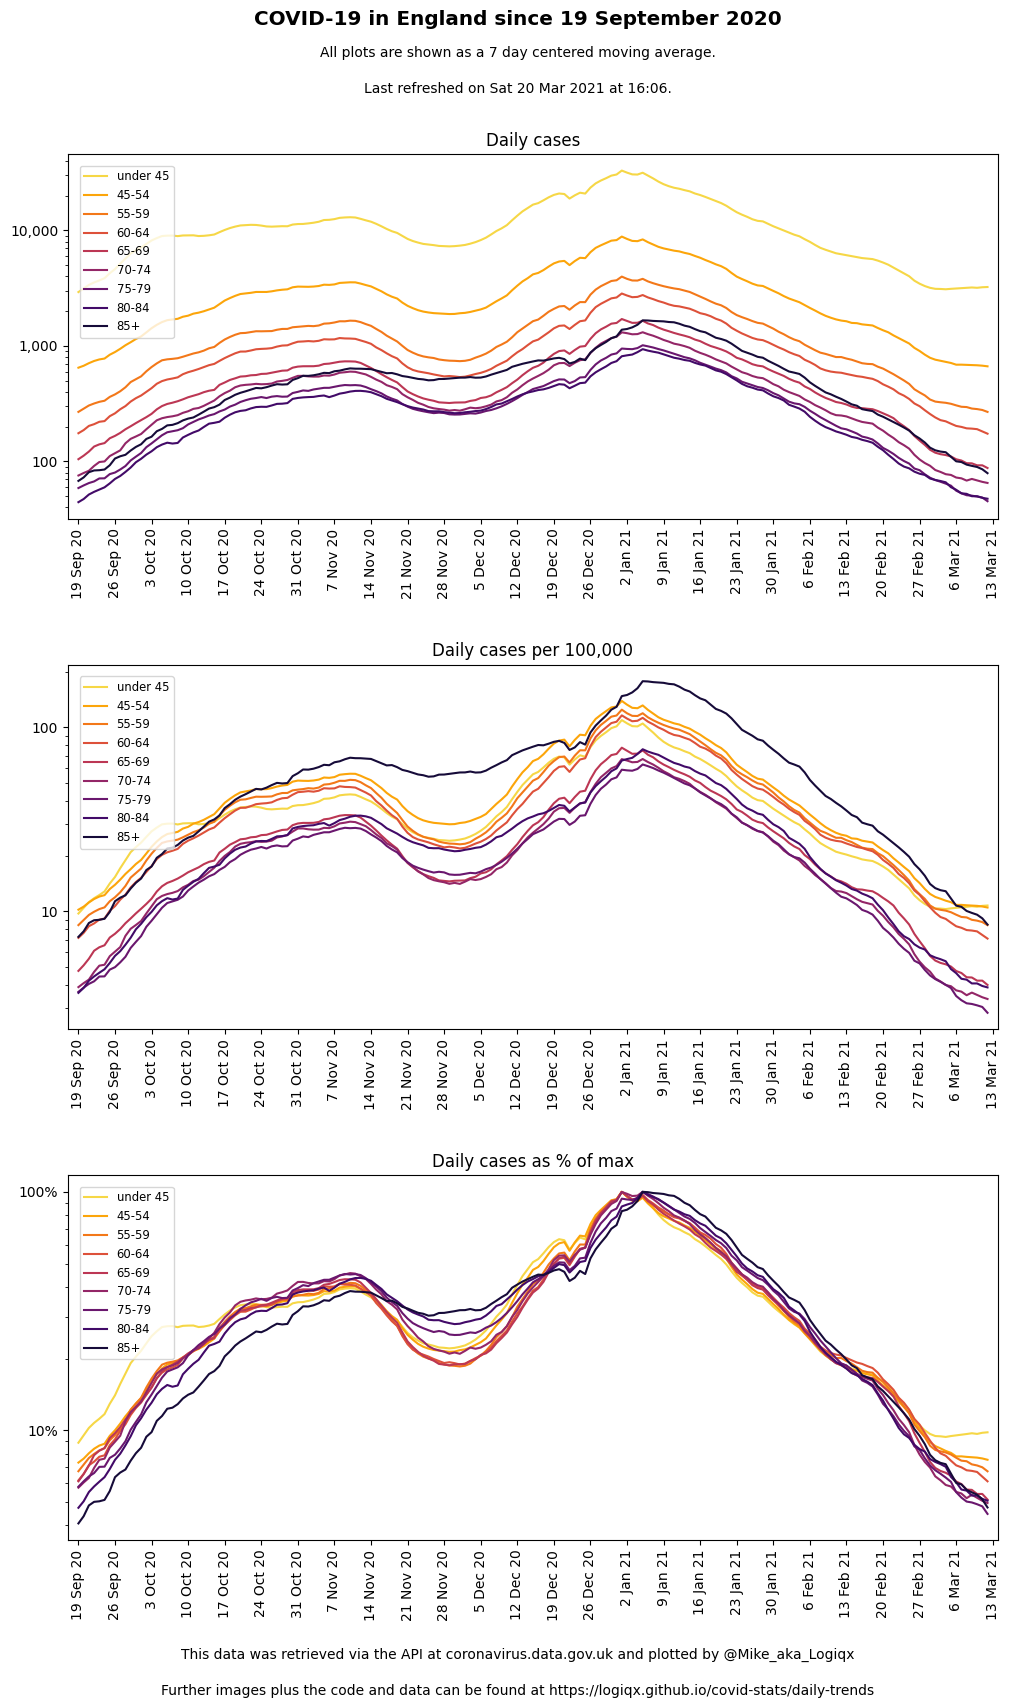 COVID-19 in England since 19 September 2020
All plots are shown as a 7 day centered moving average.
Last refreshed on Sat 20 Mar 2021 at 16:06.
Daily cases
under 45
45-54
55-59
60-64
65-69
70-74
75-79
80-84
85+
10,000
1,000
100
19 Sep 20
26 Sep 20
3 Oct 20
10 Oct 20
17 Oct 20
24 Oct 20
31 Oct 20
7 Nov 20
14 Nov 20
21 Nov 20
28 Nov 20
5 Dec 20
12 Dec 20
19 Dec 20
26 Dec 20
2 Jan 21
9 Jan 21
16 Jan 21
23 Jan 21
30 Jan 21
6 Feb 21
13 Feb 21
20 Feb 21
27 Feb 21
6 Mar 21
13 Mar 21
Daily cases per 100,000
under 45
45-54
55-59
60-64
65-69
70-74
75-79
80-84
85+
100
10
19 Sep 20
26 Sep 20
3 Oct 20
10 Oct 20
17 Oct 20
24 Oct 20
31 Oct 20
7 Nov 20
14 Nov 20
21 Nov 20
28 Nov 20
5 Dec 20
12 Dec 20
19 Dec 20
26 Dec 20
2 Jan 21
9 Jan 21
16 Jan 21
23 Jan 21
30 Jan 21
6 Feb 21
13 Feb 21
20 Feb 21
27 Feb 21
6 Mar 21
13 Mar 21
Daily cases as % of max
under 45
45-54
55-59
60-64
65-69
70-74
75-79
80-84
85+
100%
10%
19 Sep 20
26 Sep 20
3 Oct 20
10 Oct 20
17 Oct 20
24 Oct 20
31 Oct 20
7 Nov 20
14 Nov 20
21 Nov 20
28 Nov 20
5 Dec 20
12 Dec 20
19 Dec 20
26 Dec 20
2 Jan 21
9 Jan 21
16 Jan 21
23 Jan 21
30 Jan 21
6 Feb 21
13 Feb 21
20 Feb 21
27 Feb 21
6 Mar 21
13 Mar 21
This data was retrieved via the API at coronavirus.data.gov.uk and plotted by @Mike_aka_Logiqx
Further images plus the code and data can be found at https://logiqx.github.io/covid-stats/daily-trends